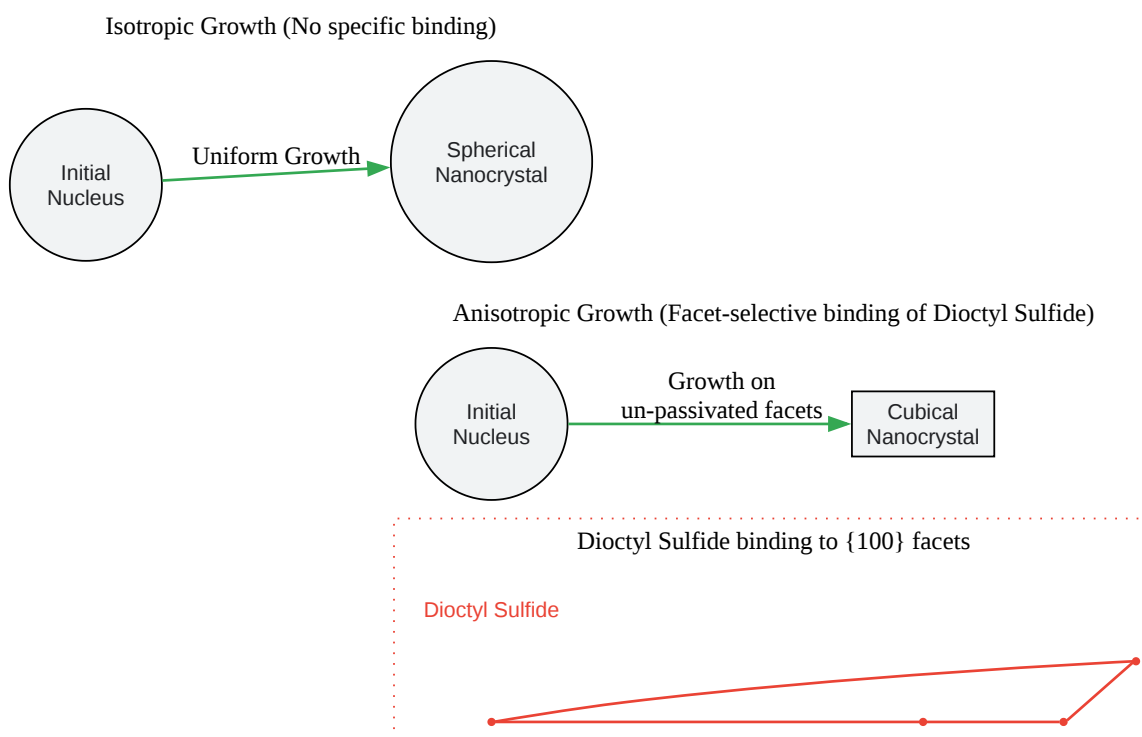 Isotropic Growth (No specific binding)
Initial
Nucleus
Uniform Growth
Spherical
Nanocrystal
Anisotropic Growth (Facet-selective binding of Dioctyl Sulfide)
Initial
Nucleus
Growth on
un-passivated facets
Cubical
Nanocrystal
Dioctyl Sulfide binding to {100} facets
Dioctyl Sulfide